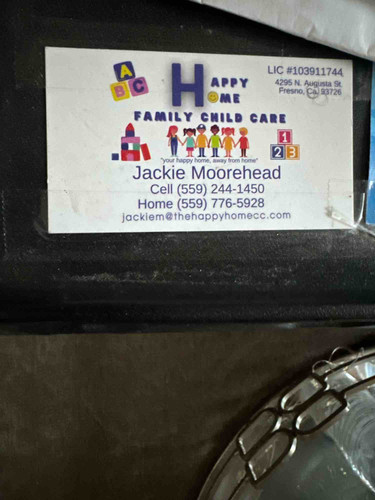 A
B C
HAPPY
HOME
LIC #103911744
4295 N. Augusta St.
Fresno, Ca. 93726
FAMILY CHILD CARE
1
2 3
"your happy home, away from home"
Jackie Moorehead
Cell (559) 244-1450
Home (559) 776-5928
jackiem@thehappyhomecc.com